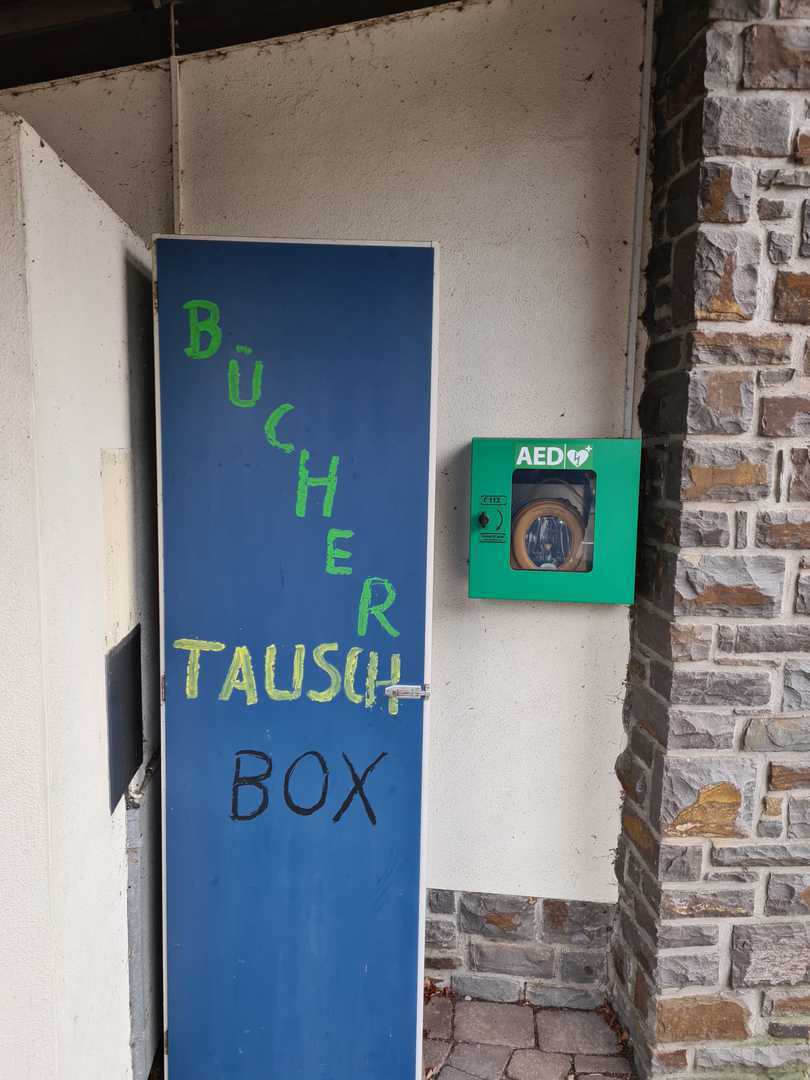 BÜCHER
TAUSCH
BOX
AED
112